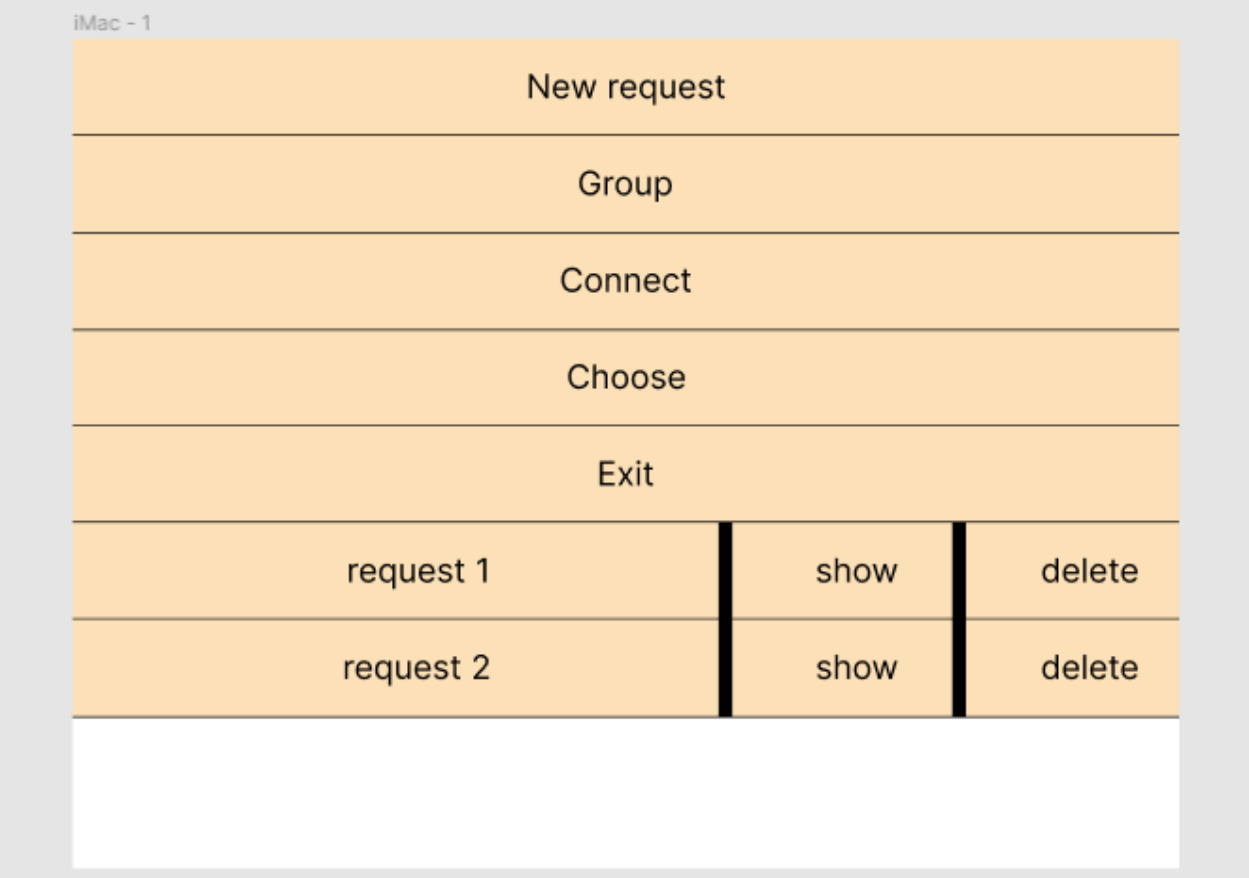 iMac - 1
New request
Group
Connect
Choose
Exit
request 1 show delete
request 2 show delete